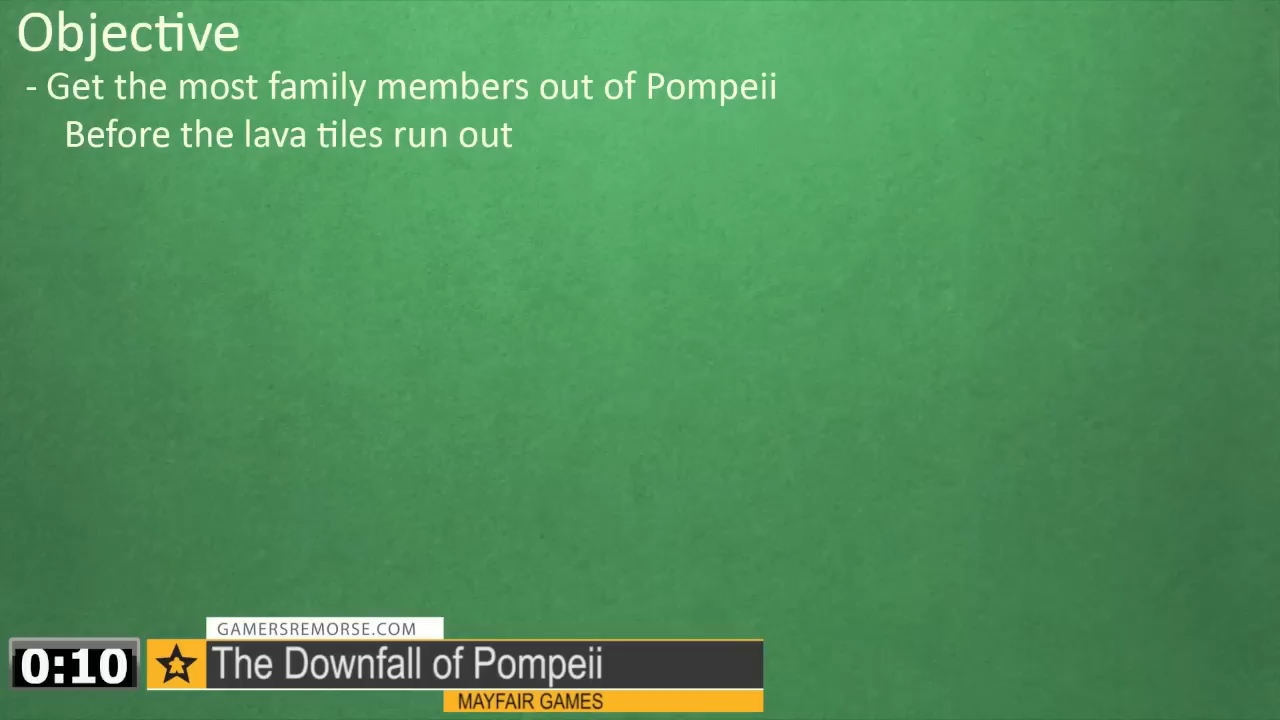 Objective
- Get the most family members out of Pompeii
Before the lava tiles run out
GAMERSREMORSE.COM
0:10
The Downfall of Pompeii
MAYFAIR GAMES